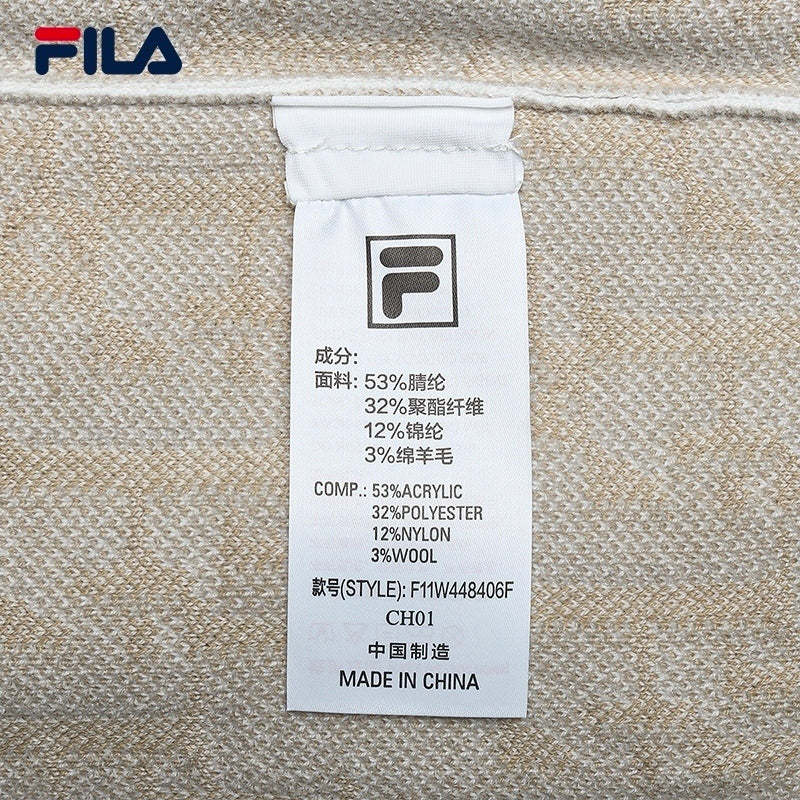 FILA
F
成分:
面料: 53%腈纶
32%聚酯纤维
12%锦纶
3%绵羊毛
COMP.: 53%ACRYLIC
32%POLYESTER
12%NYLON
3%WOOL
款号(STYLE): F11W448406F
CH01
中国制造
MADE IN CHINA